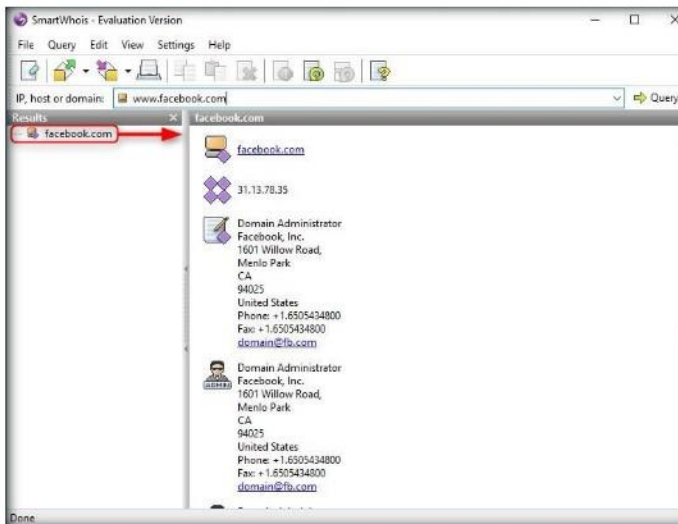 SmartWhois - Evaluation Version
File Query Edit View Settings Help
IP, host or domain: www.facebook.com Query
Results facebook.com
facebook.com
facebook.com
31.13.78.35
Domain Administrator
Facebook, Inc.
1601 Willow Road,
Menlo Park
CA
94025
United States
Phone: +1.6505434800
Fax: +1.6505434800
domain@fb.com
Domain Administrator
ADMIN Facebook, Inc.
1601 Willow Road,
Menlo Park
CA
94025
United States
Phone: +1.6505434800
Fax: +1.6505434800
domain@fb.com
Done